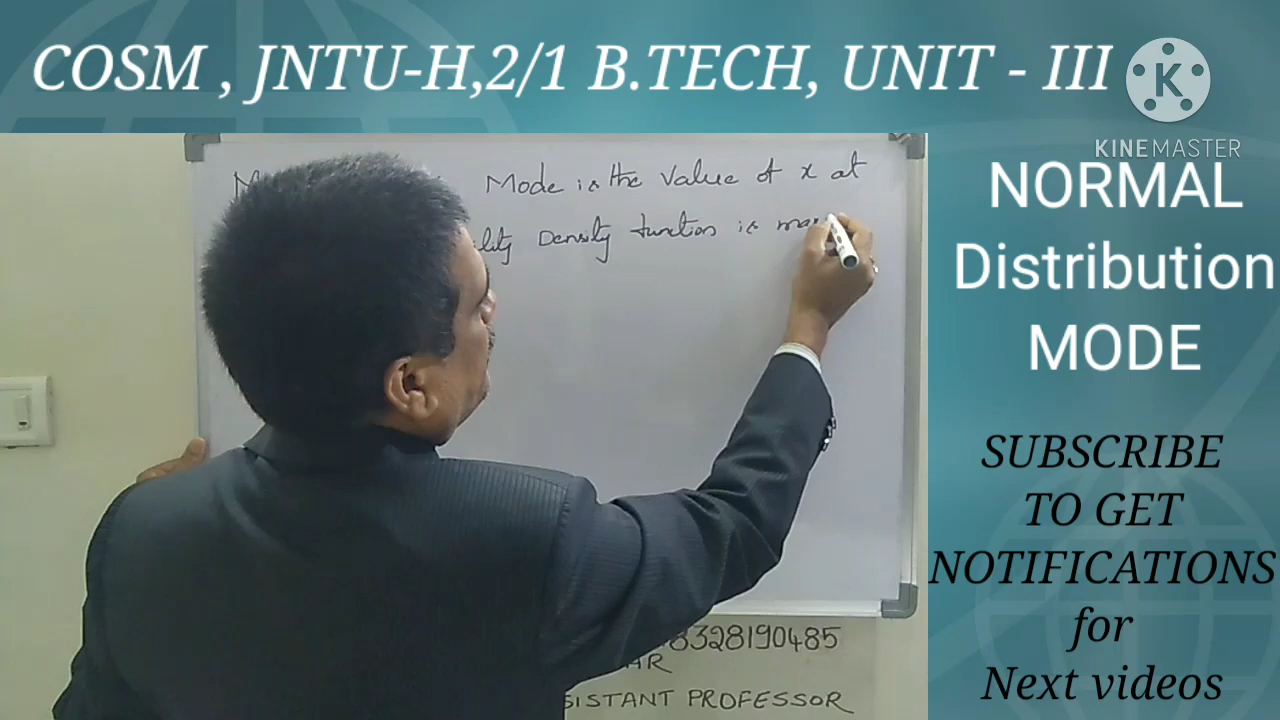 COSM , JNTU-H,2/1 B.TECH, UNIT - III
K
KINEMASTER
NORMAL
Distribution
MODE
SUBSCRIBE
TO GET
NOTIFICATIONS
for
Next videos
Mode is the value of x at
Density function is
8328190485
PROFESSOR